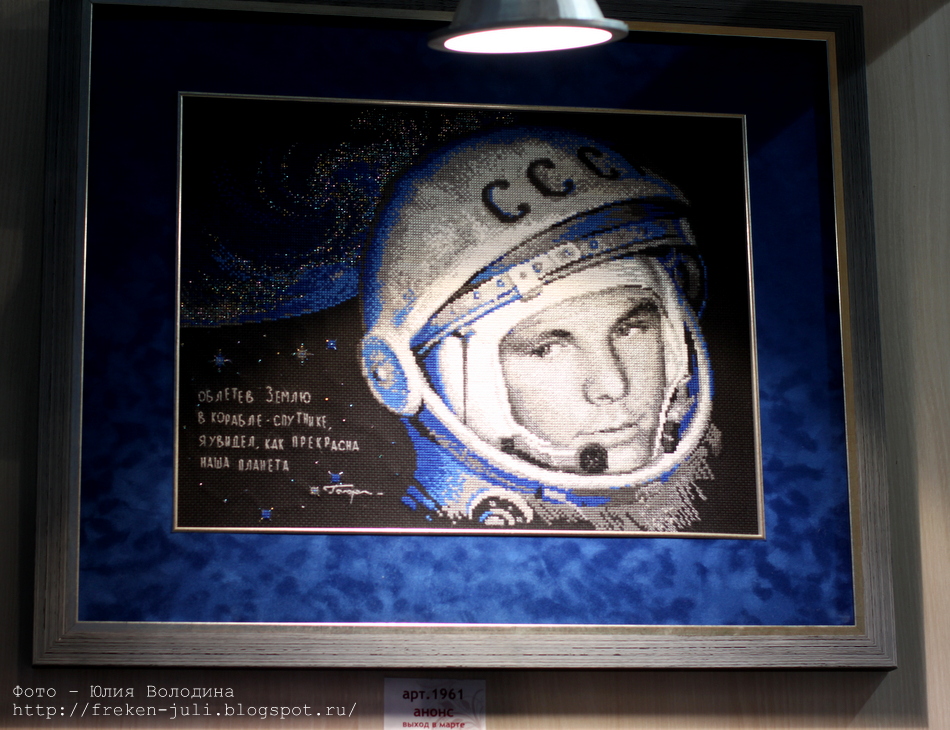 СССР
ОБЛЕТЕВ ЗЕМЛЮ
В КОРАБЛЕ-СПУТНИКЕ,
Я УВИДЕЛ, КАК ПРЕКРАСНА
НАША ПЛАНЕТА
Фото - Юлия Володина
http://freken-juli.blogspot.ru/
арт.1961
анонс
выход в марте